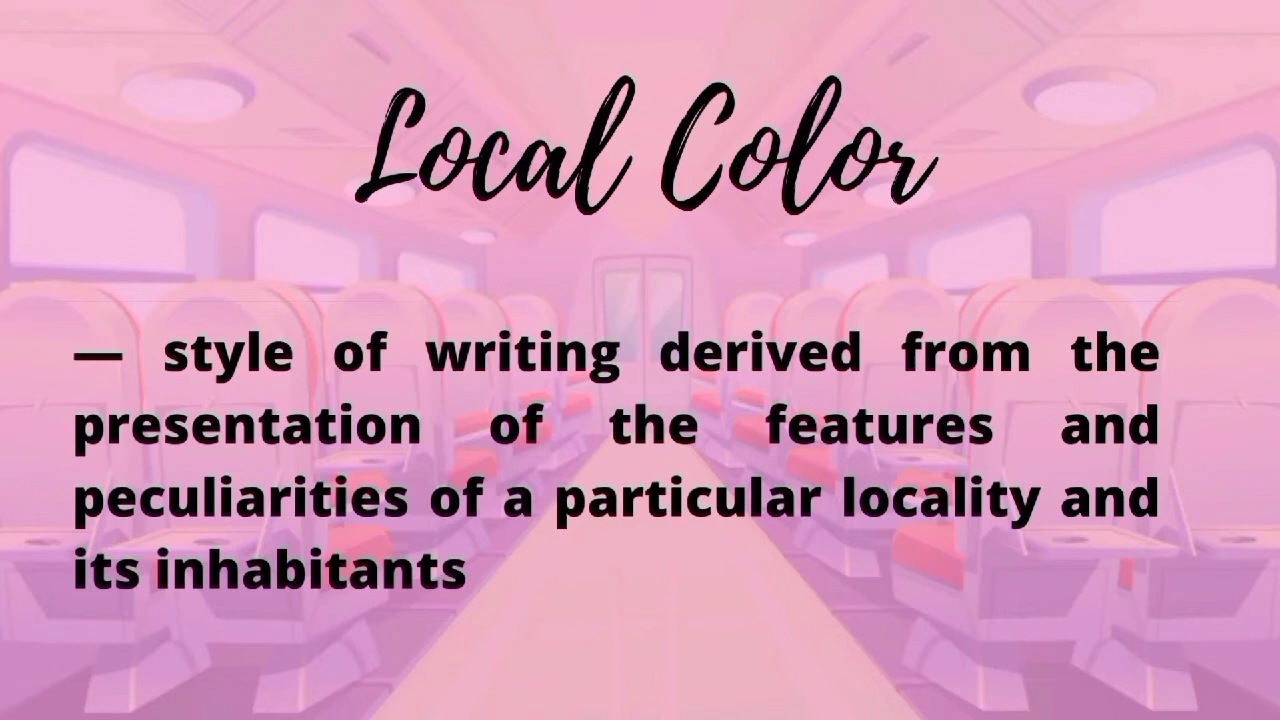 Local Color
— style of writing derived from the
presentation of the features and
peculiarities of a particular locality and
its inhabitants